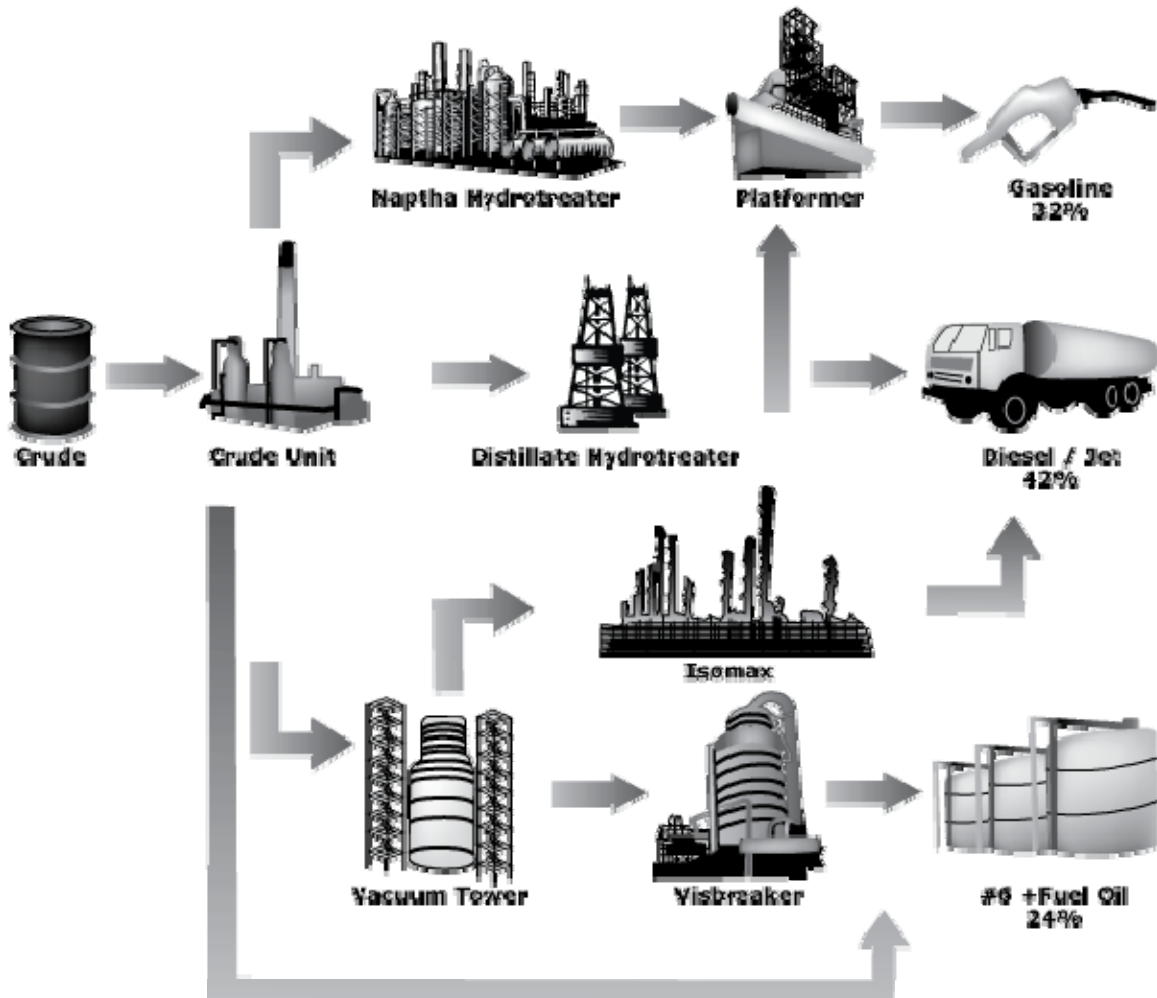 Naptha Hydrotreater
Platformer
Gasoline
32%
Crude
Crude Unit
Distillate Hydrotreater
Diesel / Jet
42%
Isomax
Vacuum Tower
Visbreaker
#6 +Fuel Oil
24%